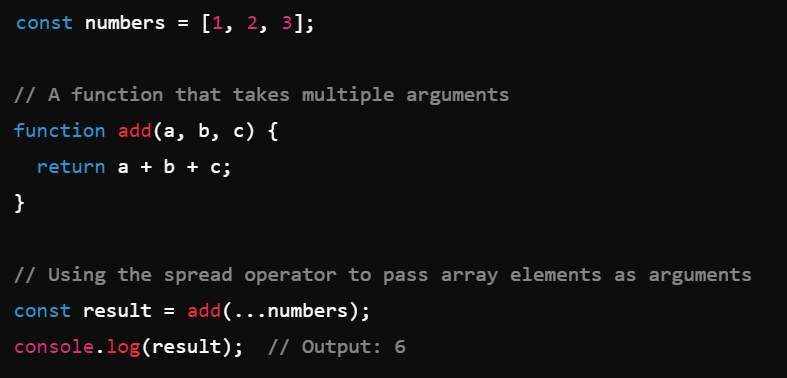 const numbers = [1, 2, 3];
// A function that takes multiple arguments
function add(a, b, c) {
return a + b + c;
}
// Using the spread operator to pass array elements as arguments
const result = add(...numbers);
console.log(result);  // Output: 6